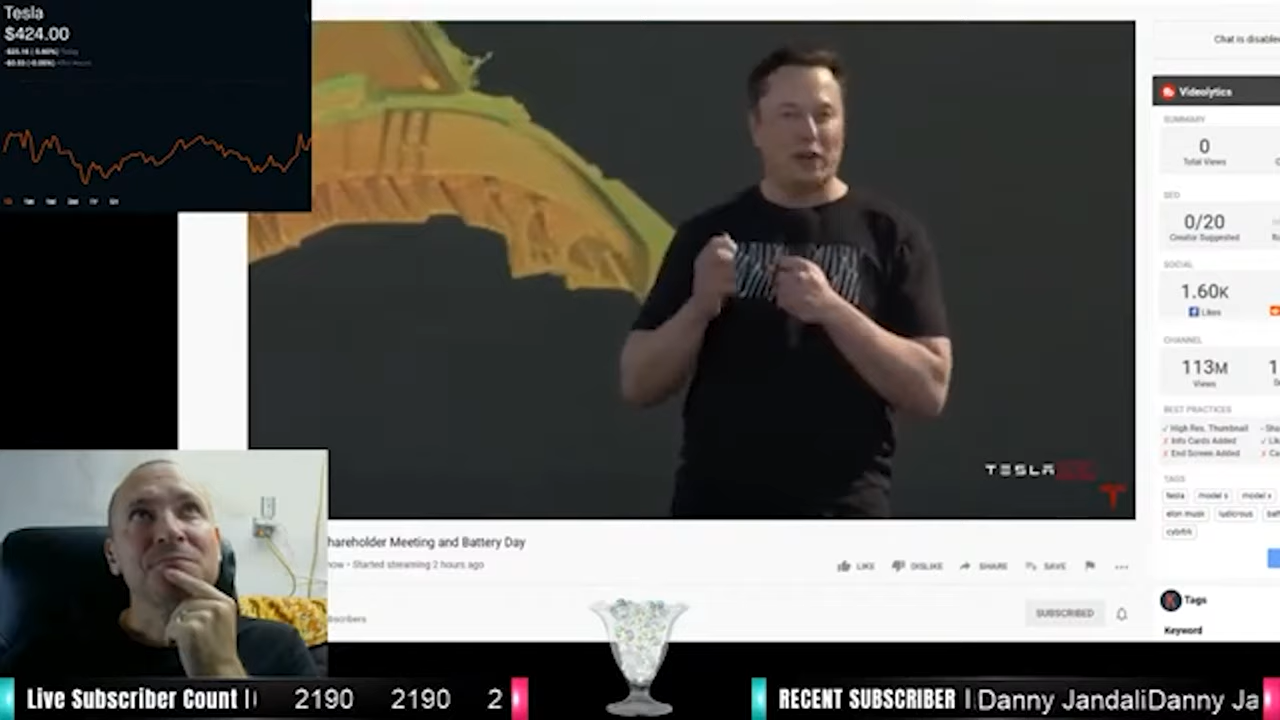 Tesla
$424.00
Chat is disable
Videolytics
SUMMARY
0
Total Views
SEO
0/20
Creator Suggested
SOCIAL
1.60K
Likes
CHANNEL
113M
Views
BEST PRACTICES
✓ High Res. Thumbnail
✗ Info Cards Added
✗ End Screen Added
TAGS
tesla
model s
model s
elon musk
ludicrous
TESLA
hareholder Meeting and Battery Day
now • Started streaming 2 hours ago
LIKE
DISLIKE
SHARE
SAVE
SUBSCRIBED
Tags
Keyword
Live Subscriber Count | 2190 2190 2
RECENT SUBSCRIBER | Danny JandaliDanny Ja